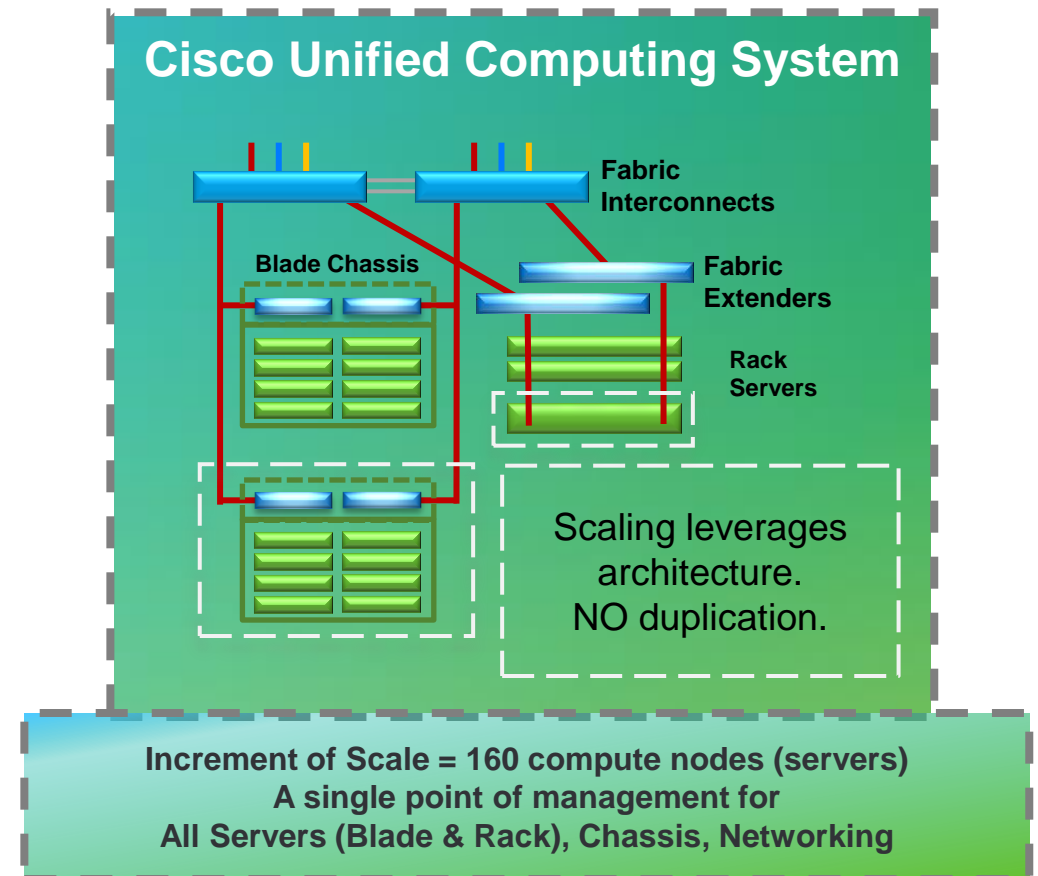 Cisco Unified Computing System
Fabric
Interconnects
Blade Chassis
Fabric
Extenders
Rack
Servers
Scaling leverages
architecture.
NO duplication.
Increment of Scale = 160 compute nodes (servers)
A single point of management for
All Servers (Blade & Rack), Chassis, Networking